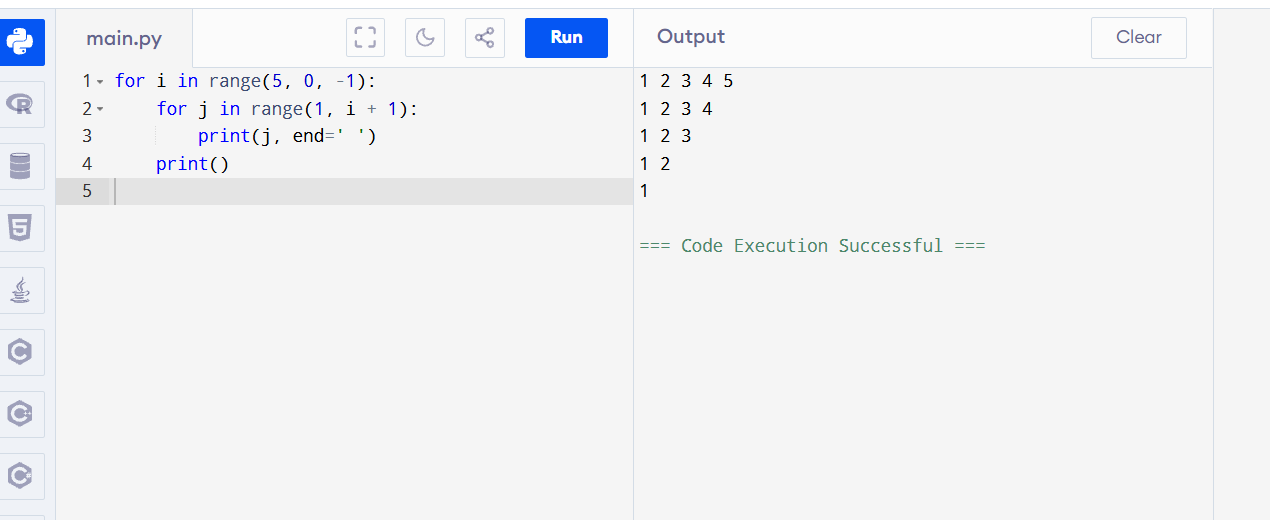 main.py
Run
Output
Clear
1 for i in range(5, 0, -1):
2     for j in range(1, i + 1):
3         print(j, end=' ')
4     print()
5
1 2 3 4 5
1 2 3 4
1 2 3
1 2
1
=== Code Execution Successful ===
R
5
C
C++
C#